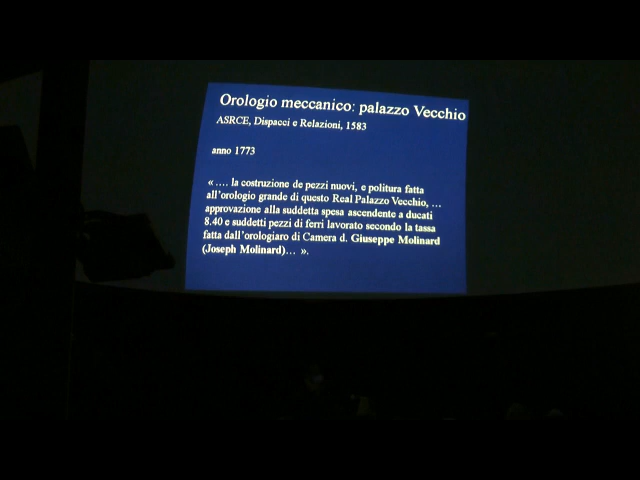 Orologio meccanico: palazzo Vecchio
ASRCE, Dispacci e Relazioni, 1583
anno 1773
« .... la costruzione de pezzi nuovi, e politura fatta
all'orologio grande di questo Real Palazzo Vecchio, ...
approvazione alla suddetta spesa ascendente a ducati
8.40 e suddetti pezzi di ferri lavorato secondo la tassa
fatta dall'orologiaro di Camera d. Giuseppe Molinard
(Joseph Molinard)... ».